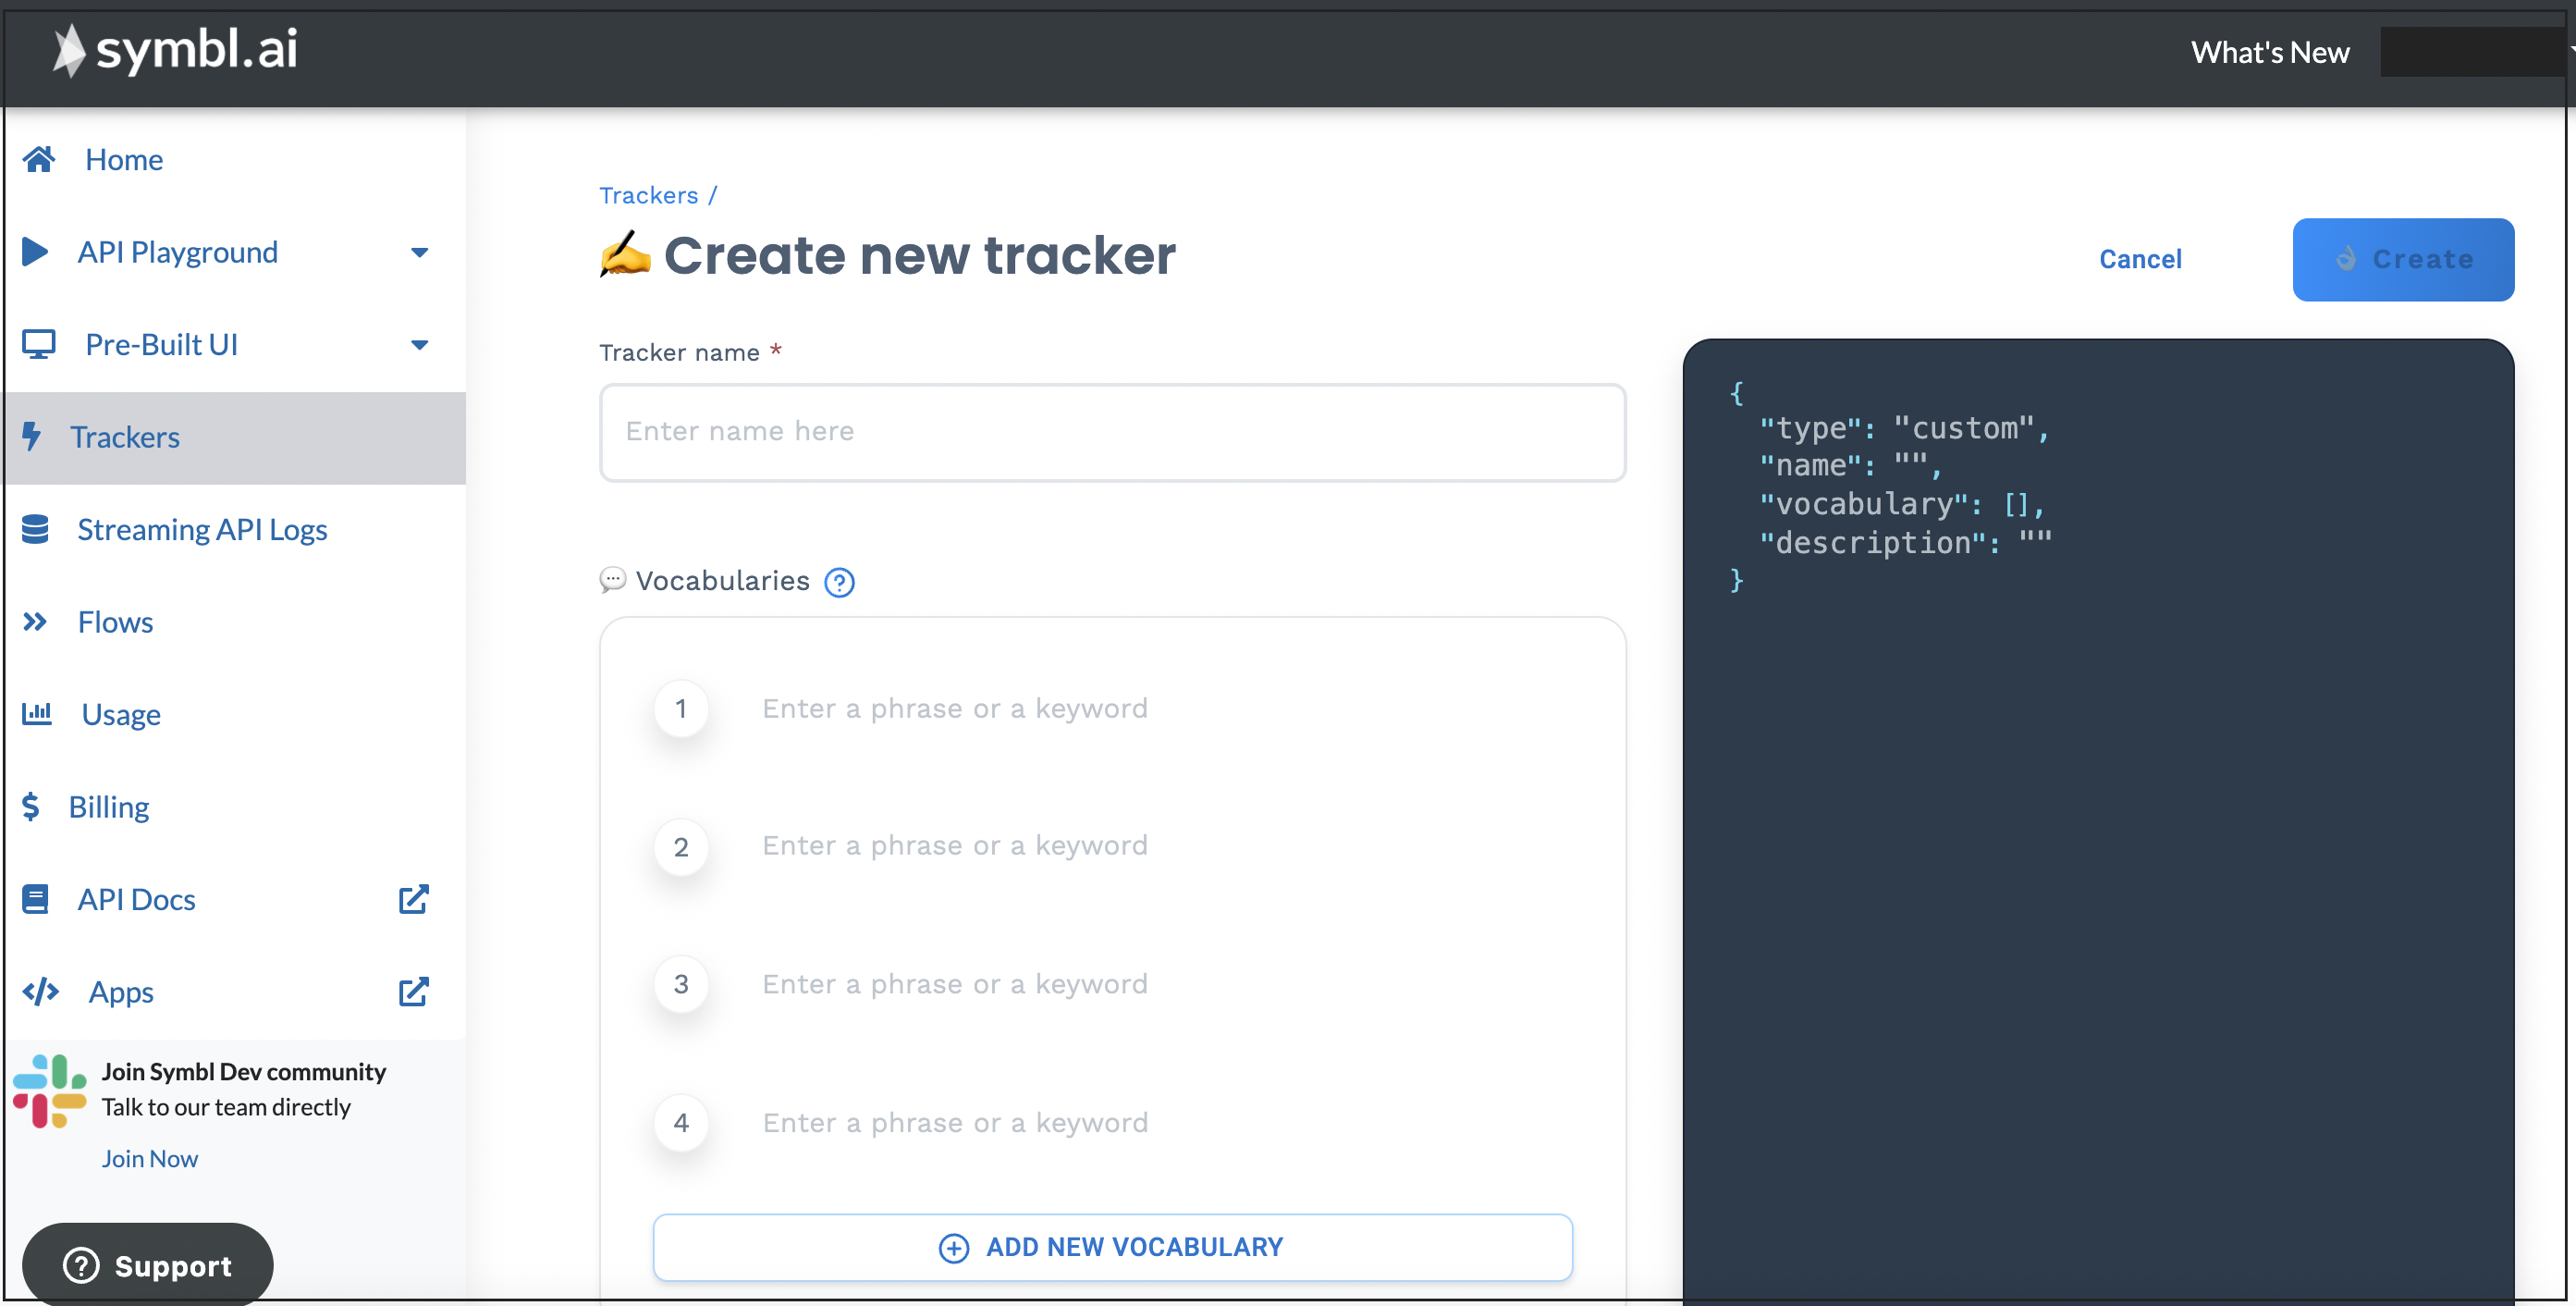 symbl.ai
What's New
Home
API Playground
Pre-Built UI
Trackers
Streaming API Logs
Flows
Usage
Billing
API Docs
Apps
Join Symbl Dev community
Talk to our team directly
Join Now
Support
Trackers /
Create new tracker
Cancel
Create
Tracker name *
Enter name here
Vocabularies
1 Enter a phrase or a keyword
2 Enter a phrase or a keyword
3 Enter a phrase or a keyword
4 Enter a phrase or a keyword
ADD NEW VOCABULARY
{
"type": "custom",
"name": "",
"vocabulary": [],
"description": ""
}